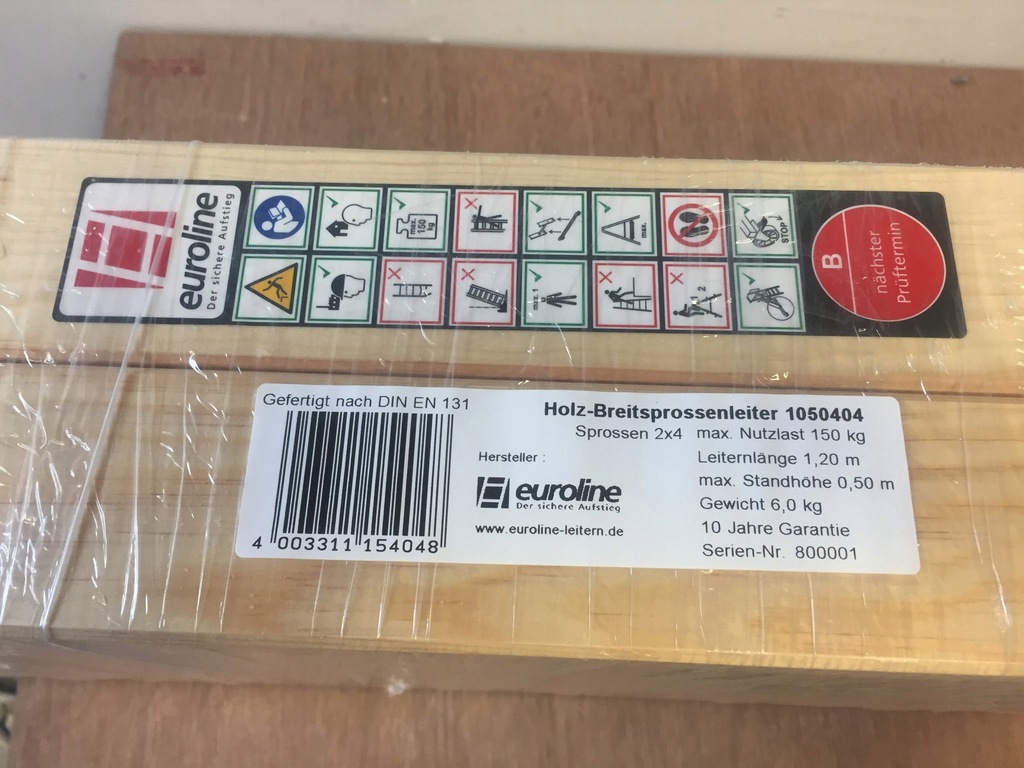 euroline
Der sichere Aufstieg
max.
150
kg
max.
STOP
max. 1
2
B
nächster
Prüftermin
Gefertigt nach DIN EN 131
4 003311 154048
Holz-Breitsprossenleiter 1050404
Sprossen 2x4 max. Nutzlast 150 kg
Hersteller :
euroline
Der sichere Aufstieg
www.euroline-leitern.de
Leiternlänge 1,20 m
max. Standhöhe 0,50 m
Gewicht 6,0 kg
10 Jahre Garantie
Serien-Nr. 800001